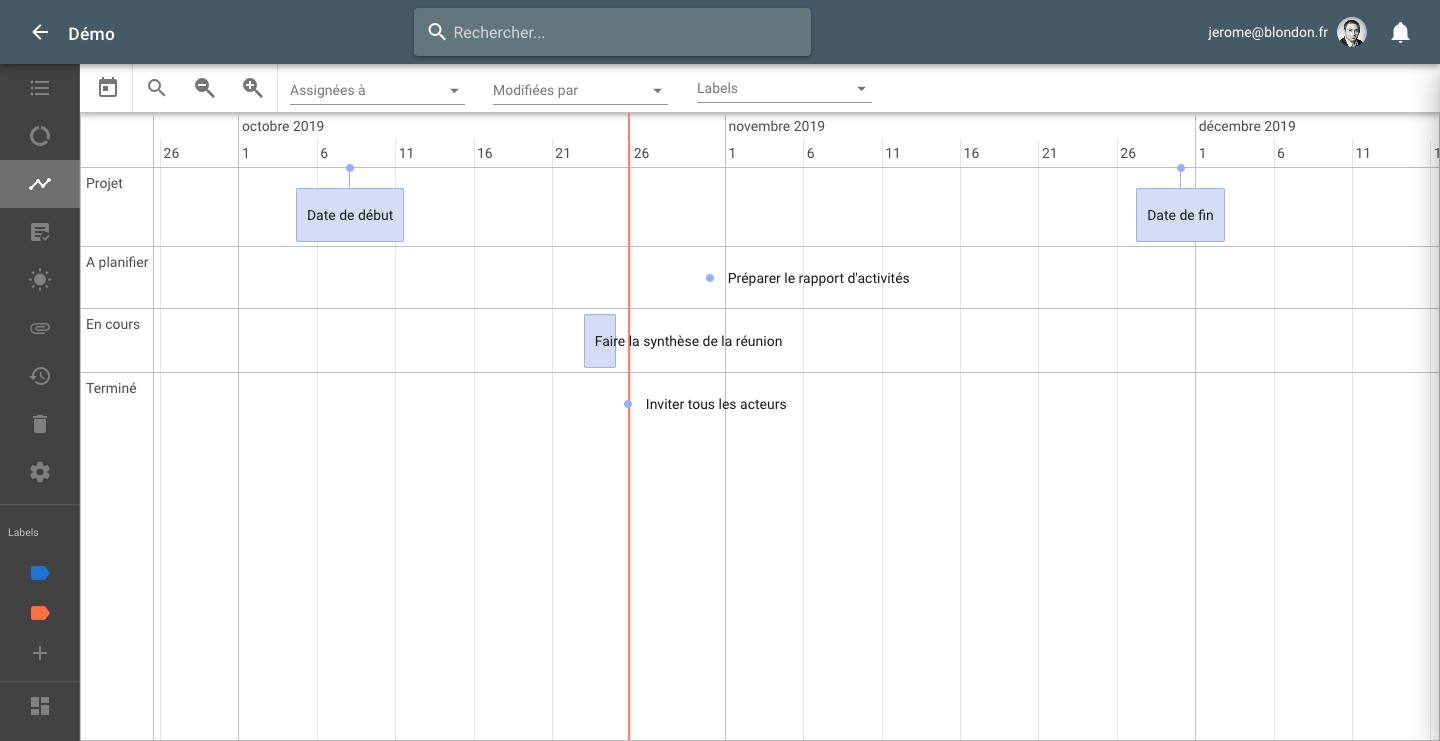 Démo
Rechercher...
jerome@blondon.fr
Assignées à
Modifiées par
Labels
octobre 2019
novembre 2019
décembre 2019
26 1 6 11 16 21 26 1 6 11 16 21 26 1 6 11 1
Projet
Date de début
Date de fin
A planifier
Préparer le rapport d'activités
En cours
Faire la synthèse de la réunion
Terminé
Inviter tous les acteurs
Labels